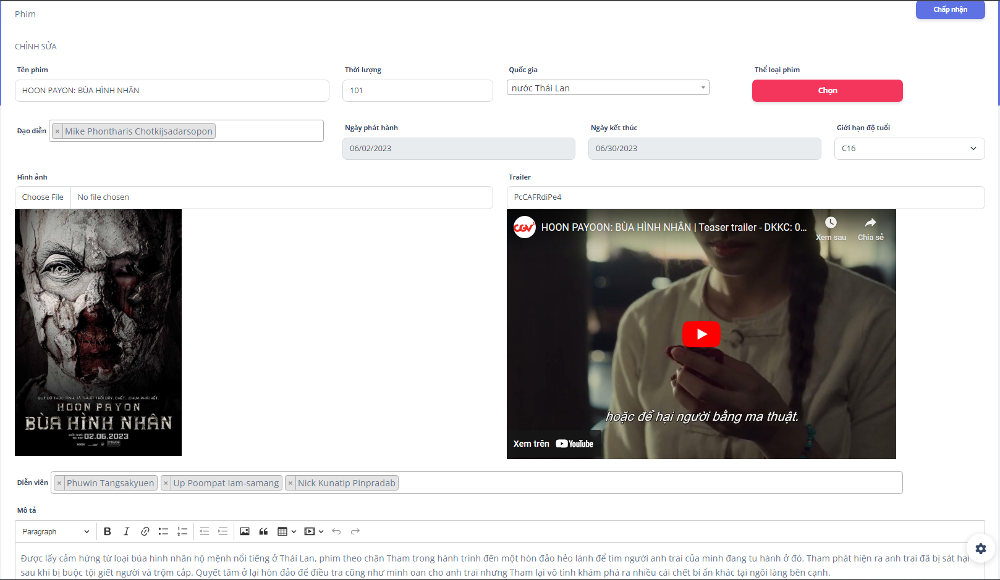 Phim
Chấp nhận
CHỈNH SỬA
Tên phim
Thời lượng
Quốc gia
Thể loại phim
HOON PAYON: BÙA HÌNH NHÂN
101
nước Thái Lan
Chọn
Đạo diễn
× Mike Phontharis Chotkijsadarsopon
Ngày phát hành
Ngày kết thúc
Giới hạn độ tuổi
06/02/2023
06/30/2023
C16
Hình ảnh
Trailer
Choose File No file chosen
PcCAFRdiPe4
QUỶ DỮ THỨC TỈNH. TÀ THUẬT TRỖI DẬY. CHẾT...CHƯA PHẢI HẾT.
HOON PAYON
BÙA HÌNH NHÂN
02.06.2023
CGV
HOON PAYOON: BÙA HÌNH NHÂN | Teaser trailer - DKKC: 0...
Xem sau
Chia sẻ
hoặc để hại người bằng ma thuật.
Xem trên YouTube
Diễn viên
× Phuwin Tangsakyuen × Up Poompat Iam-samang × Nick Kunatip Pinpradab
Mô tả
Paragraph
Được lấy cảm hứng từ loại bùa hình nhân hộ mệnh nổi tiếng ở Thái Lan, phim theo chân Tham trong hành trình đến một hòn đảo hẻo lánh để tìm người anh trai của mình đang tu hành ở đó. Tham phát hiện ra anh trai đã bị sát hại
sau khi bị buộc tội giết người và trộm cắp. Quyết tâm ở lại hòn đảo để điều tra cũng như minh oan cho anh trai nhưng Tham lại vô tình khám phá ra nhiều cái chết bí ẩn khác tại ngôi làng bên cạnh.